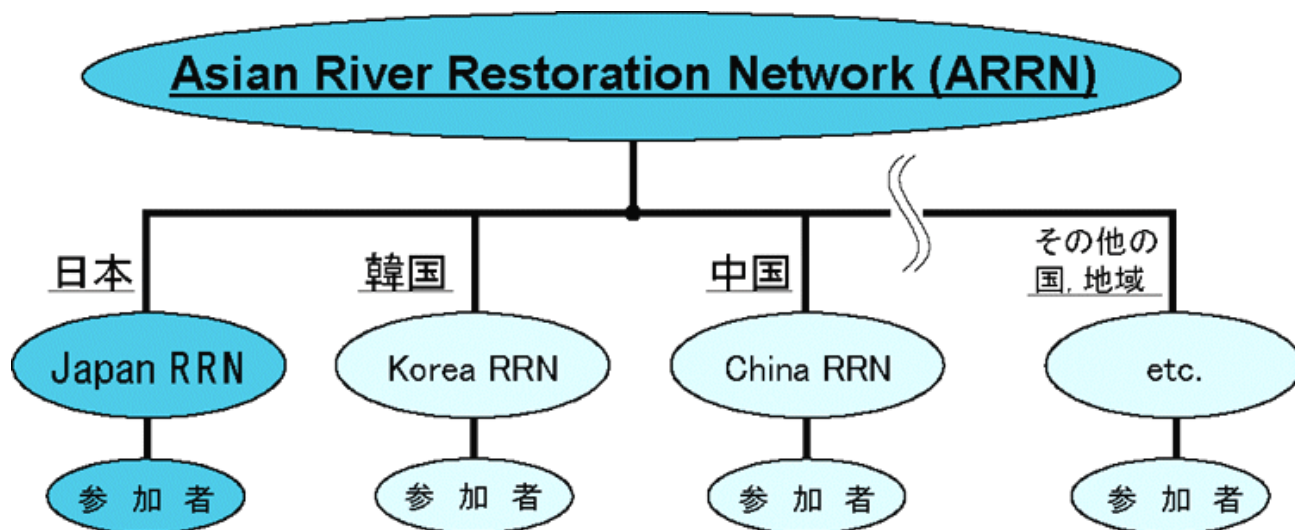 Asian River Restoration Network (ARRN)
日本
韓国
中国
その他の
国, 地域
Japan RRN
Korea RRN
China RRN
etc.
参 加 者
参 加 者
参 加 者
参 加 者